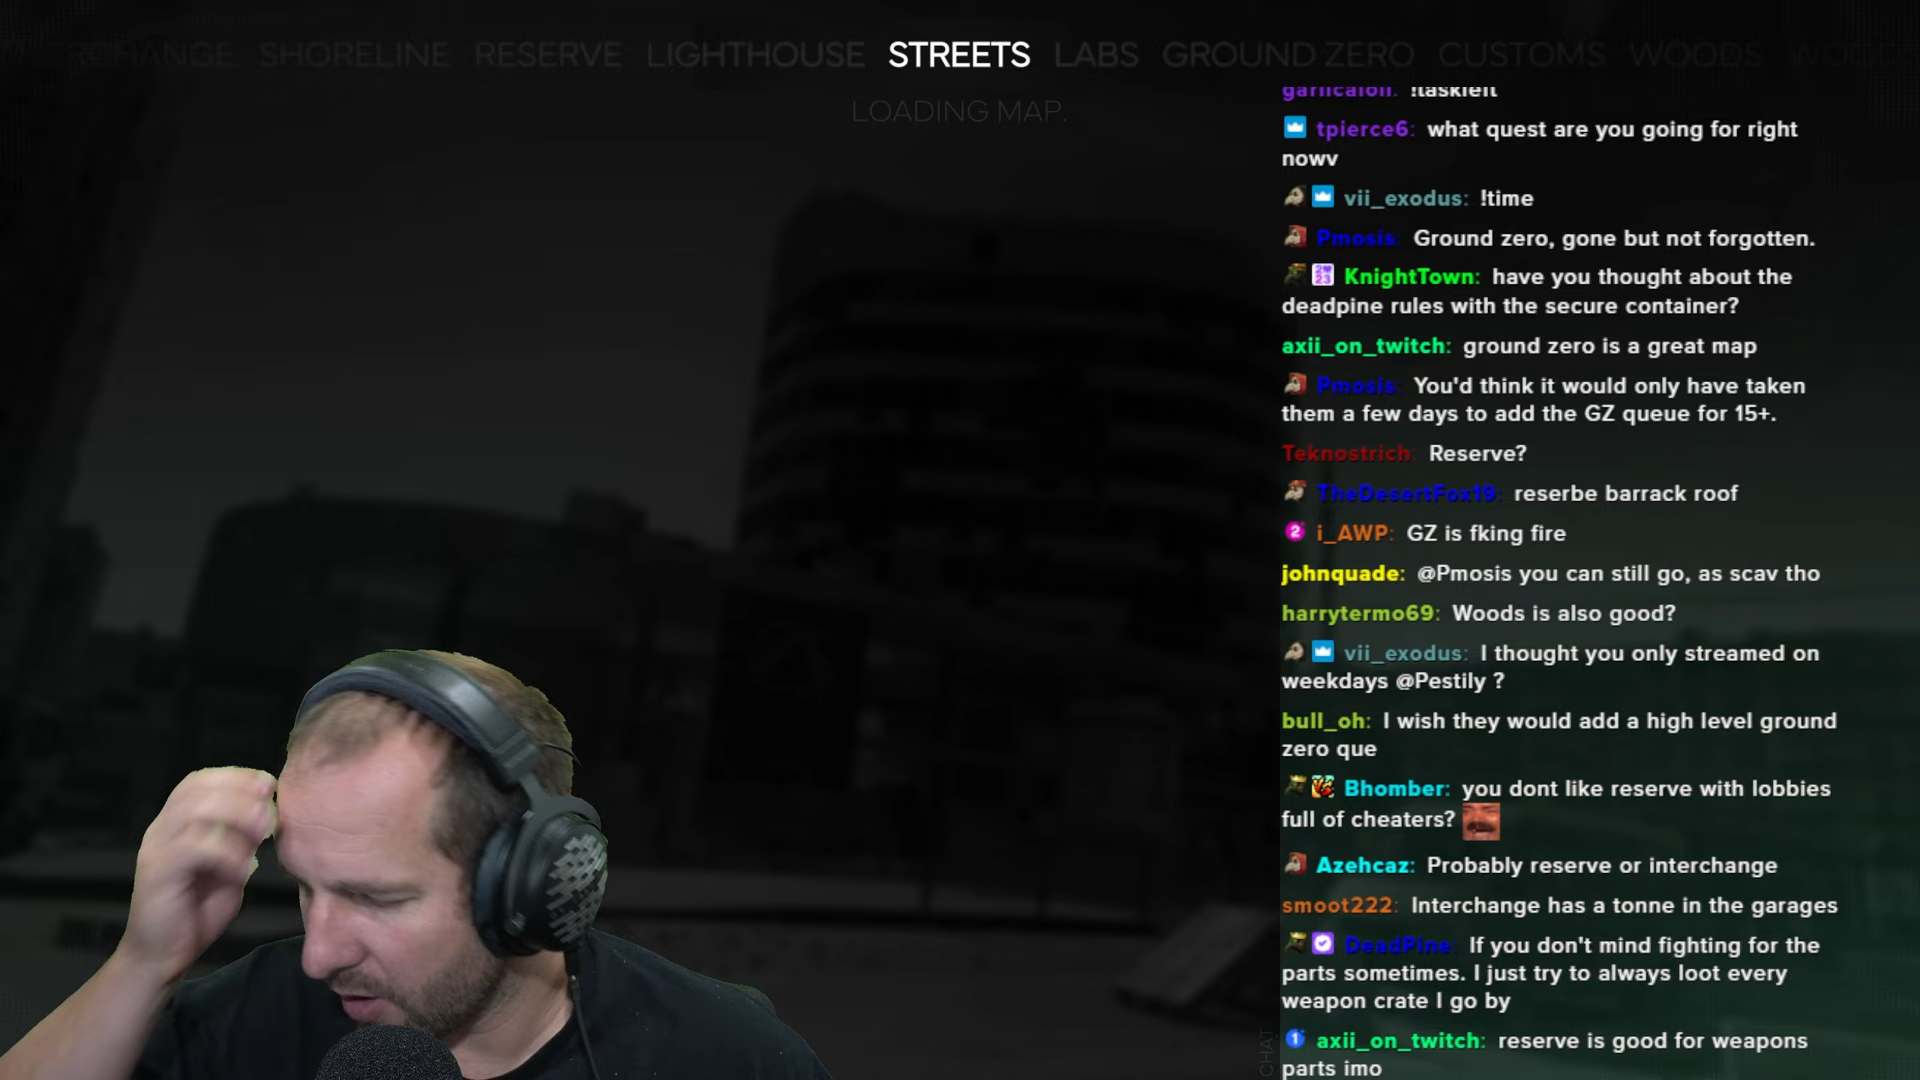 RCHANGE SHORELINE RESERVE LIGHTHOUSE STREETS LABS GROUND ZERO CUSTOMS WOODS
LOADING MAP.
tpierce6: what quest are you going for right
nowv
vii_exodus: !time
Pmosis: Ground zero, gone but not forgotten.
KnightTown: have you thought about the
deadpine rules with the secure container?
axii_on_twitch: ground zero is a great map
Pmosis: You'd think it would only have taken
them a few days to add the GZ queue for 15+.
Teknostrich: Reserve?
TheDesertFox19: reserbe barrack roof
i_AWP: GZ is fking fire
johnquade: @Pmosis you can still go, as scav tho
harrytermo69: Woods is also good?
vii_exodus: I thought you only streamed on
weekdays @Pestily ?
bull_oh: I wish they would add a high level ground
zero que
Bhomber: you dont like reserve with lobbies
full of cheaters?
Azehcaz: Probably reserve or interchange
smoot222: Interchange has a tonne in the garages
DeadPine: If you don't mind fighting for the
parts sometimes. I just try to always loot every
weapon crate I go by
axii_on_twitch: reserve is good for weapons
parts imo
CHAT